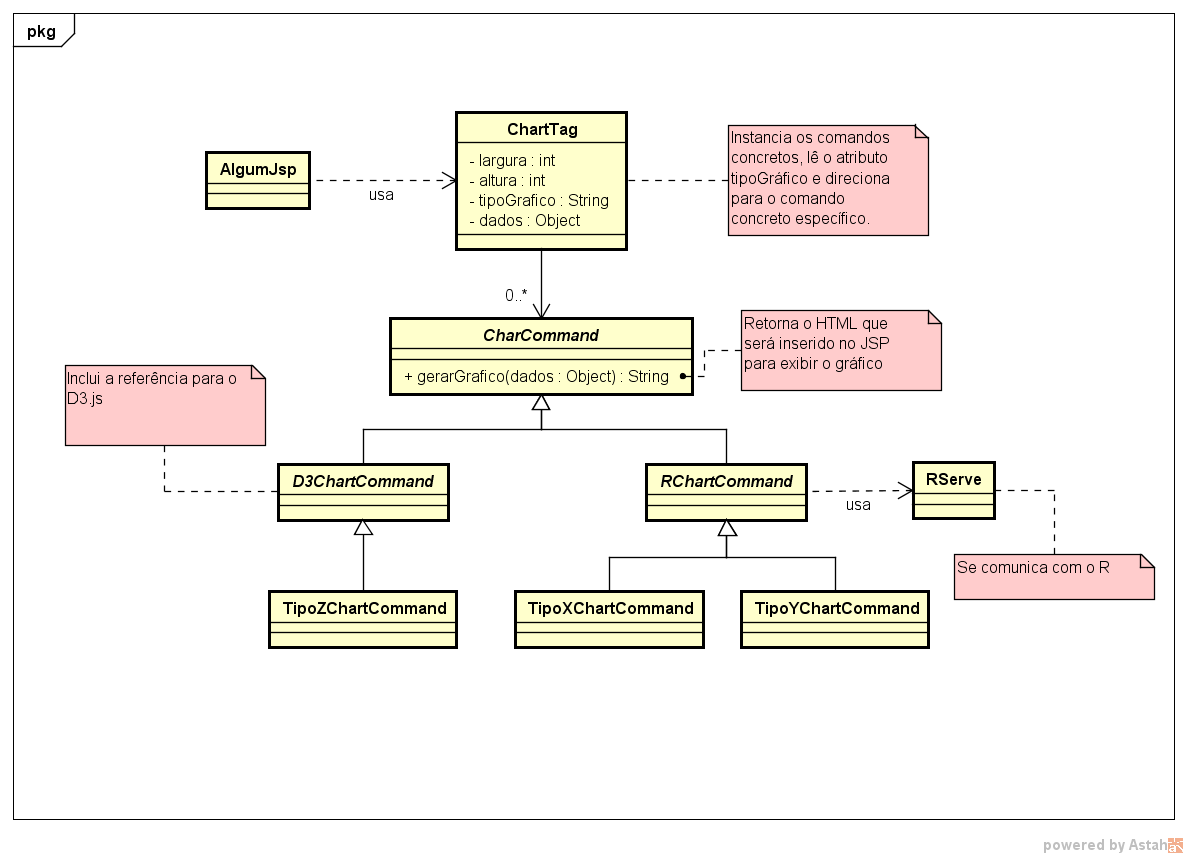 pkg
ChartTag
- largura : int
- altura : int
- tipoGrafico : String
- dados : Object
AlgumJsp
usa
Instancia os comandos
concretos, lê o atributo
tipoGráfico e direciona
para o comando
concreto específico.
0..*
CharCommand
+ gerarGrafico(dados : Object) : String
Retorna o HTML que
será inserido no JSP
para exibir o gráfico
Inclui a referência para o
D3.js
D3ChartCommand
RChartCommand
usa
RServe
Se comunica com o R
TipoZChartCommand
TipoXChartCommand
TipoYChartCommand
powered by Astah